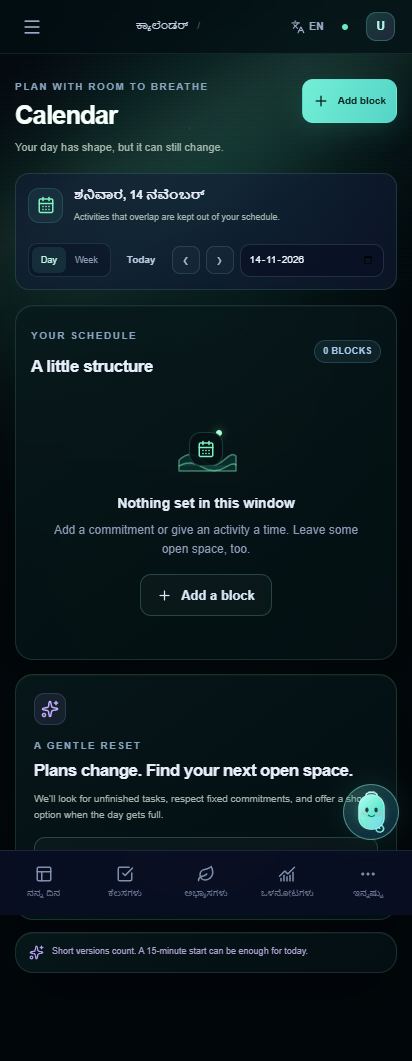 ಕ್ಯಾಲೆಂಡರ್ /
EN
U
PLAN WITH ROOM TO BREATHE
Calendar
Add block
Your day has shape, but it can still change.
ಶನಿವಾರ, 14 ನವೆಂಬರ್
Activities that overlap are kept out of your schedule.
Day Week Today 14-11-2026
YOUR SCHEDULE
A little structure
0 BLOCKS
Nothing set in this window
Add a commitment or give an activity a time. Leave some
open space, too.
Add a block
A GENTLE RESET
Plans change. Find your next open space.
We'll look for unfinished tasks, respect fixed commitments, and offer a
option when the day gets full.
ನನ್ನ ದಿನ ಕೆಲಸಗಳು ಅಭ್ಯಾಸಗಳು ಒಳನೋಟಗಳು ಇನ್ನಷ್ಟು
Short versions count. A 15-minute start can be enough for today.